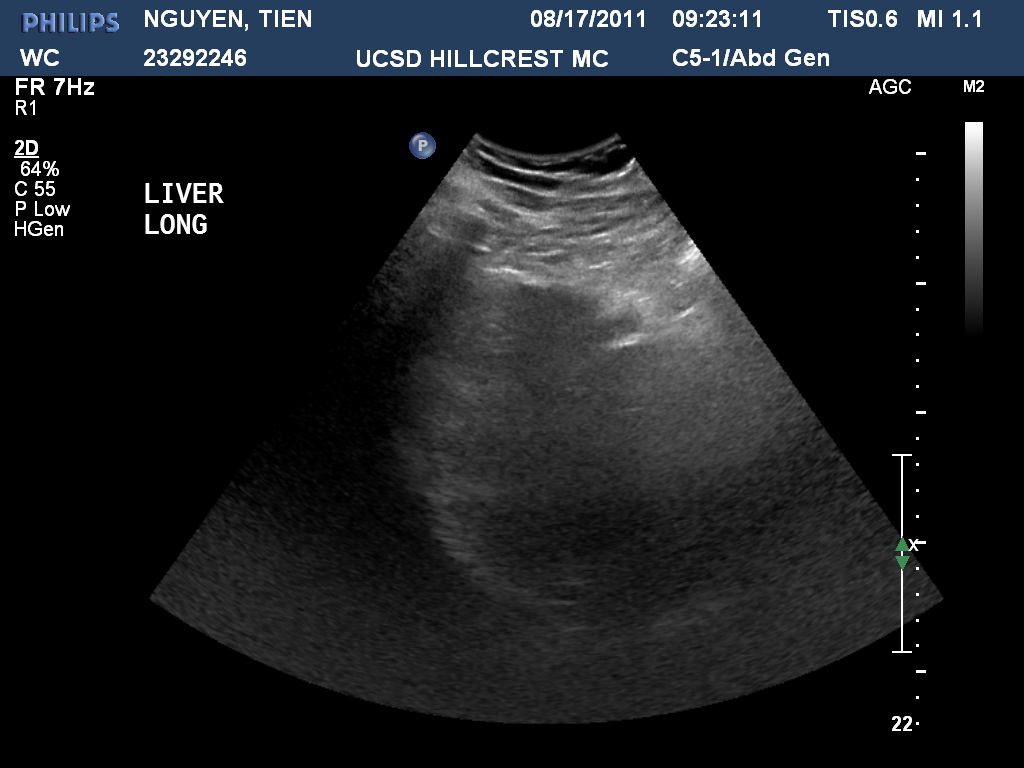 PHILIPS NGUYEN, TIEN 08/17/2011 09:23:11 TIS0.6 MI 1.1
WC 23292246 UCSD HILLCREST MC C5-1/Abd Gen
FR 7Hz AGC M2
R1
P
2D
64%
C 55
P Low
HGen
LIVER
LONG
X
22